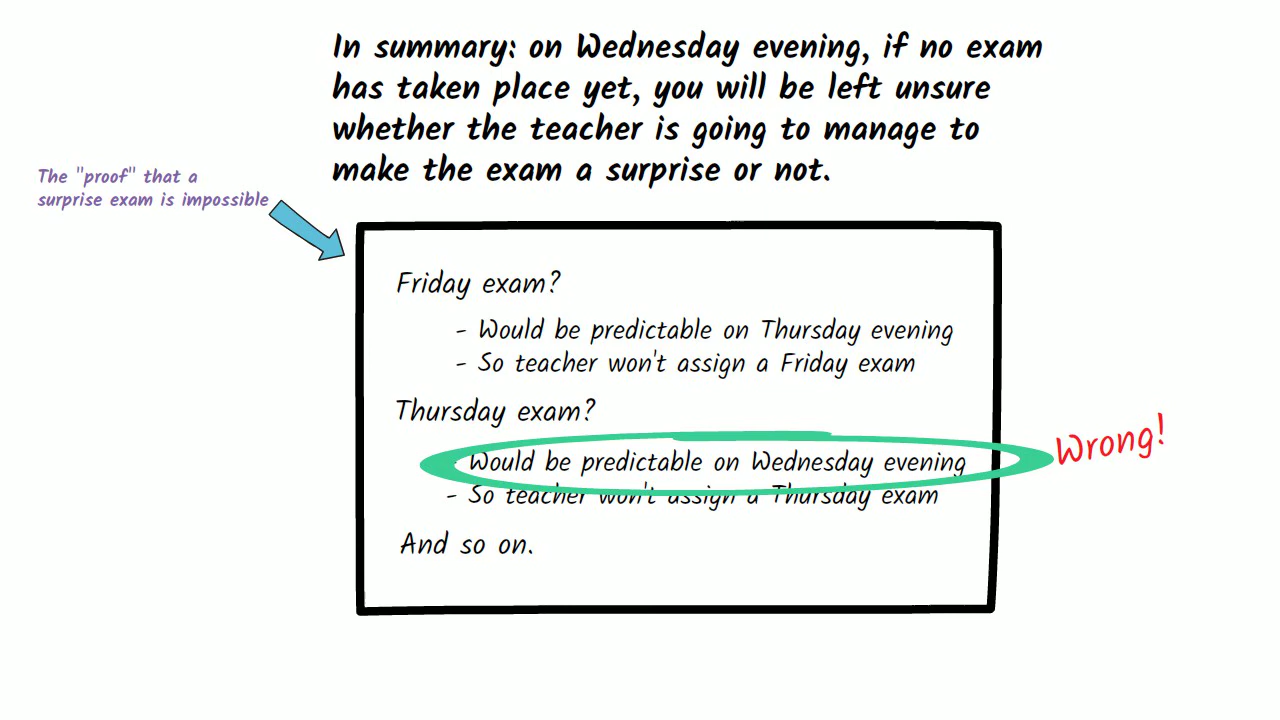 In summary: on Wednesday evening, if no exam
has taken place yet, you will be left unsure
whether the teacher is going to manage to
make the exam a surprise or not.
The "proof" that a
surprise exam is impossible
Friday exam?
- Would be predictable on Thursday evening
- So teacher won't assign a Friday exam
Thursday exam?
- Would be predictable on Wednesday evening
Wrong!
- So teacher won't assign a Thursday exam
And so on.